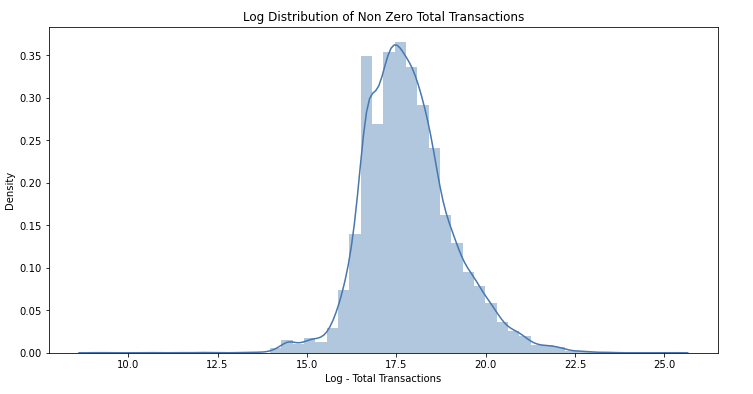 Log Distribution of Non Zero Total Transactions
Density
0.35
0.30
0.25
0.20
0.15
0.10
0.05
0.00
10.0 12.5 15.0 17.5 20.0 22.5 25.0
Log - Total Transactions